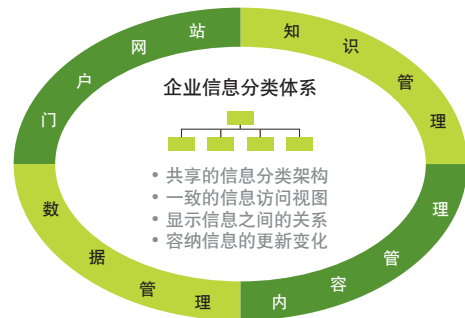 门户网站
知识管理
企业信息分类体系
• 共享的信息分类架构
• 一致的信息访问视图
• 显示信息之间的关系
• 容纳信息的更新变化
数据管理
内容管理